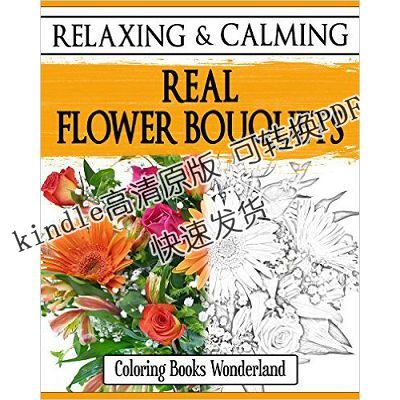 RELAXING & CALMING
REAL
FLOWER BOUQUETS
kindle高清原版 可转换PDF
快速发货
Coloring Books Wonderland